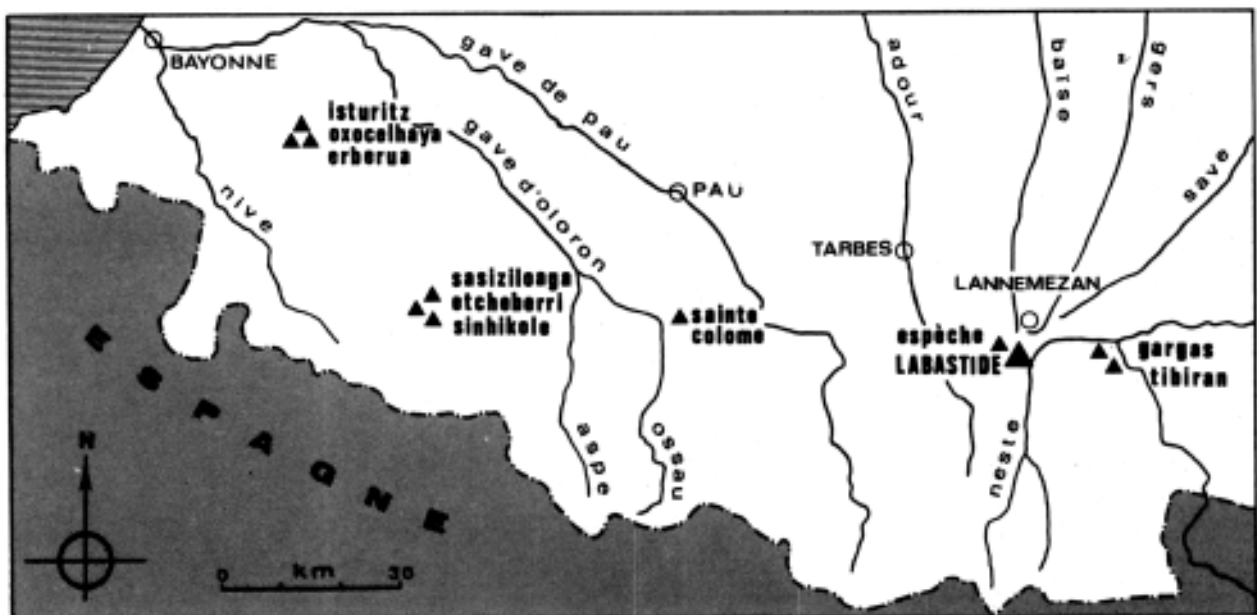 BAYONNE
isturitz
oxocelhaya
erberua
nive
gave de pau
gave d'oloron
PAU
adour
baïse
gers
save
TARBES
LANNEMEZAN
sasiziloaga
etcheberri
sinhikole
sainte
colome
espèche
LABASTIDE
gargas
tibiran
aspe
ossau
neste
ESPAGNE
N
0 km 30